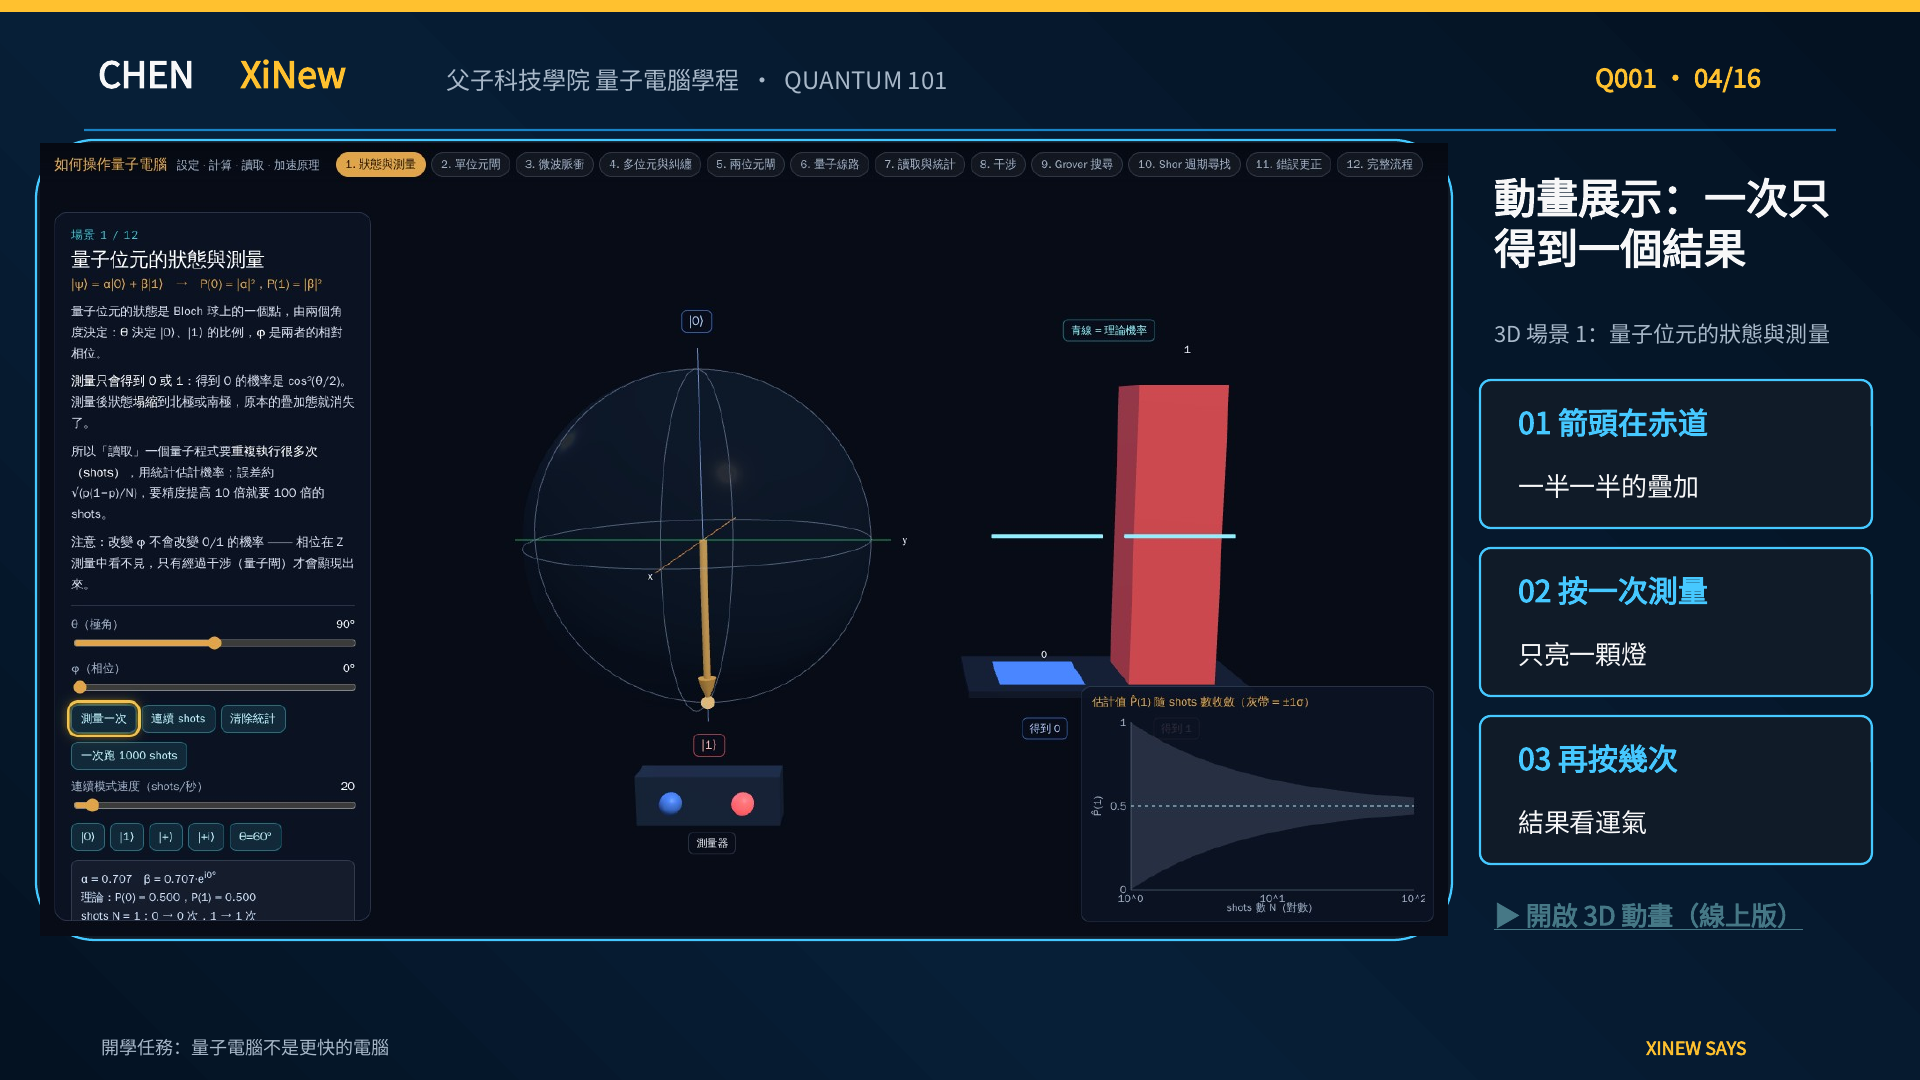 CHEN XiNew 父子科技學院 量子電腦學程 · QUANTUM 101 Q001 · 04/16
如何操作量子電腦 設定·計算·讀取·加速原理 1. 狀態與測量 2. 單位元閘 3. 微波脈衝 4. 多位元與糾纏 5. 兩位元閘 6. 量子線路 7. 讀取與統計 8. 干涉 9. Grover 搜尋 10. Shor 週期尋找 11. 錯誤更正 12. 完整流程
場景 1 / 12
量子位元的狀態與測量
|ψ⟩ = α|0⟩ + β|1⟩ → P(0) = |α|², P(1) = |β|²
量子位元的狀態是 Bloch 球上的一個點，由兩個角
度決定：θ 決定 |0⟩、|1⟩ 的比例，φ 是兩者的相對
相位。
測量只會得到 0 或 1：得到 0 的機率是 cos²(θ/2)。
測量後狀態塌縮到北極或南極，原本的疊加態就消失
了。
所以「讀取」一個量子程式要重複執行很多次
（shots），用統計估計機率；誤差約
√(p(1−p)/N)，要精度提高 10 倍就要 100 倍的
shots。
注意：改變 φ 不會改變 0/1 的機率 —— 相位在 Z
測量中看不見，只有經過干涉（量子閘）才會顯現出
來。
θ（極角） 90°
φ（相位） 0°
測量一次 連續 shots 清除統計
一次跑 1000 shots
連續模式速度（shots/秒） 20
|0⟩ |1⟩ |+⟩ |+i⟩ θ=60°
α = 0.707 β = 0.707·e^i0°
理論：P(0) = 0.500，P(1) = 0.500
shots N = 1：0 → 0 次，1 → 1 次
|0⟩
y
x
|1⟩
測量器
青線 = 理論機率
1
0
得到 0
得到 1
估計值 P̂(1) 隨 shots 數收斂（灰帶 = ±1σ）
1
0.5
0
P̂(1)
10^0 10^1 10^2
shots 數 N（對數）
動畫展示：一次只
得到一個結果
3D 場景 1：量子位元的狀態與測量
01 箭頭在赤道
一半一半的疊加
02 按一次測量
只亮一顆燈
03 再按幾次
結果看運氣
▶ 開啟 3D 動畫（線上版）
開學任務：量子電腦不是更快的電腦
XINEW SAYS